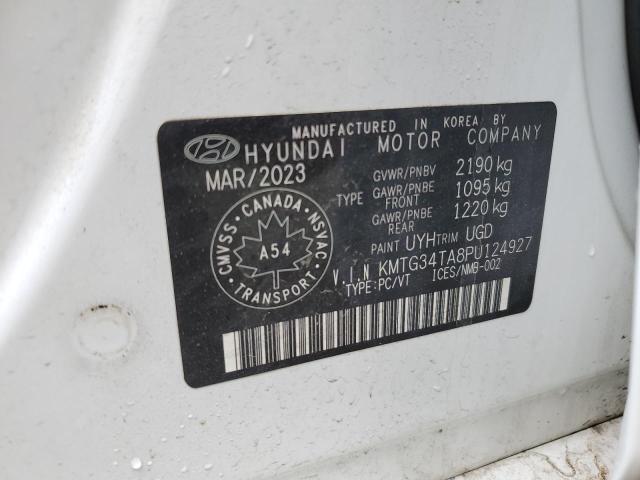 MANUFACTURED IN KOREA BY
HYUNDAI MOTOR COMPANY
MAR/2023
GVWR/PNBV 2190 kg
TYPE GAWR/PNBE FRONT 1095 kg
GAWR/PNBE REAR 1220 kg
PAINT UYH TRIM UGD
V.I.N KMTG34TA8PU124927
TYPE:PC/VT ICES/NMB-002
CMVSS · CANADA · NSVAC
A54
TRANSPORT